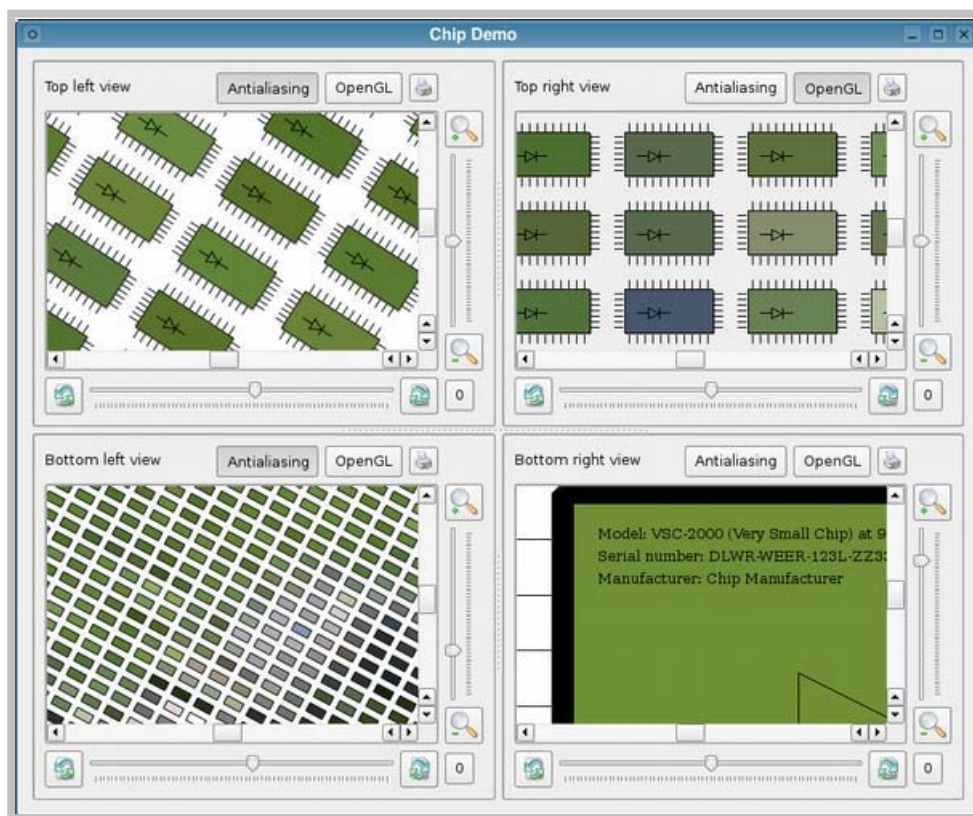 Chip Demo
Top left view Antialiasing OpenGL
0
Top right view Antialiasing OpenGL
0
Bottom left view Antialiasing OpenGL
0
Bottom right view Antialiasing OpenGL
Model: VSC-2000 (Very Small Chip) at 9
Serial number: DLWR-WEER-123L-ZZ33
Manufacturer: Chip Manufacturer
0